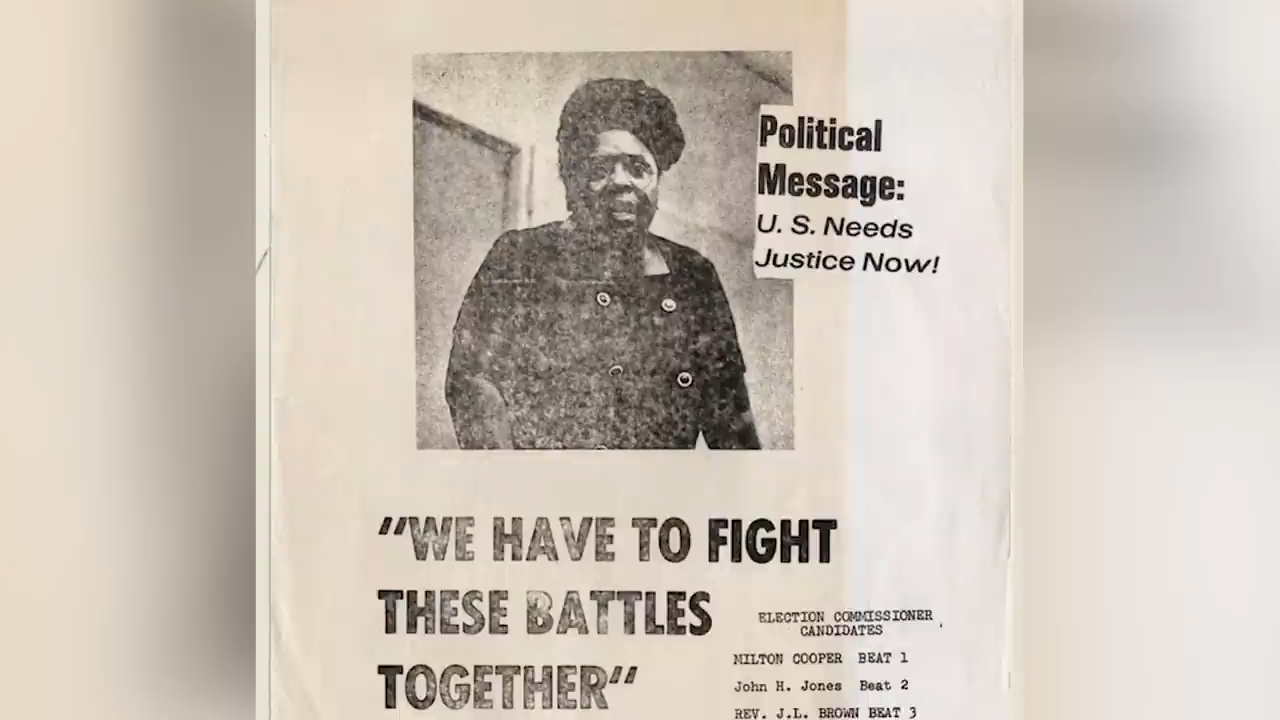 Political
Message:
U. S. Needs
Justice Now!
"WE HAVE TO FIGHT
THESE BATTLES
TOGETHER"
ELECTION COMMISSIONER
CANDIDATES
MILTON COOPER BEAT 1
John H. Jones Beat 2
REV. J.L. BROWN BEAT 3